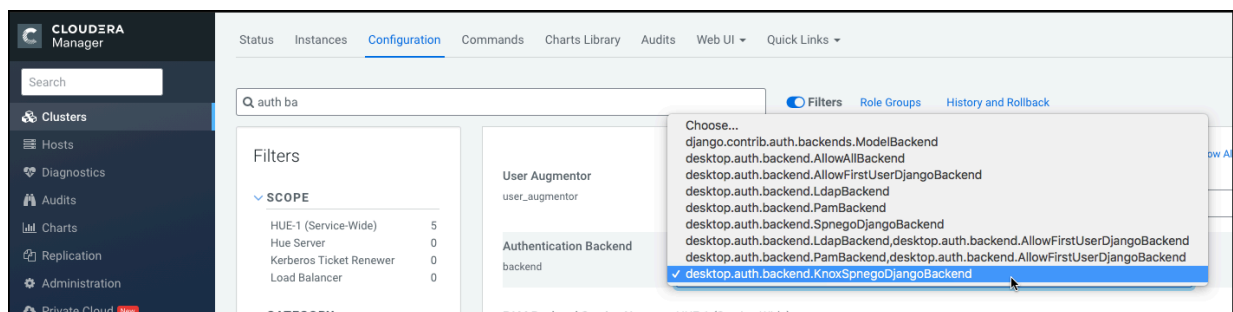 CLOUDERA
Manager
Search
Clusters
Hosts
Diagnostics
Audits
Charts
Replication
Administration
Private Cloud New
Status Instances Configuration Commands Charts Library Audits Web UI Quick Links
auth ba
Filters Role Groups History and Rollback
Filters
SCOPE
HUE-1 (Service-Wide) 5
Hue Server 0
Kerberos Ticket Renewer 0
Load Balancer 0
CATEGORY
User Augmentor
user_augmentor
Authentication Backend
backend
Choose...
django.contrib.auth.backends.ModelBackend
desktop.auth.backend.AllowAllBackend
desktop.auth.backend.AllowFirstUserDjangoBackend
desktop.auth.backend.LdapBackend
desktop.auth.backend.PamBackend
desktop.auth.backend.SpnegoDjangoBackend
desktop.auth.backend.LdapBackend,desktop.auth.backend.AllowFirstUserDjangoBackend
desktop.auth.backend.PamBackend,desktop.auth.backend.AllowFirstUserDjangoBackend
✓ desktop.auth.backend.KnoxSpnegoDjangoBackend